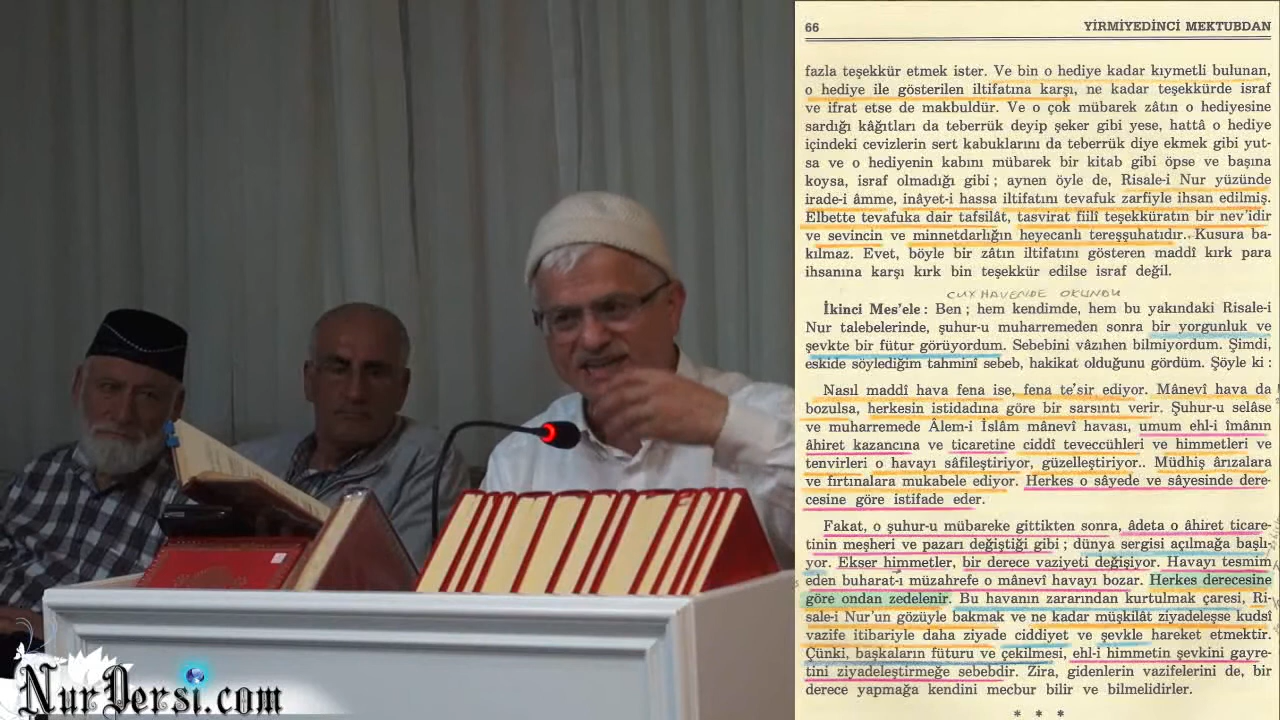 66 YİRMİYEDİNCİ MEKTUBDAN
fazla teşekkür etmek ister. Ve bin o hediye kadar kıymetli bulunan,
o hediye ile gösterilen iltifatına karşı, ne kadar teşekkürde israf
ve ifrat etse de makbuldür. Ve o çok mübarek zâtın o hediyesine
sardığı kâğıtları da teberrük deyip şeker gibi yese, hattâ o hediye
içindeki cevizlerin sert kabuklarını da teberrük diye ekmek gibi yut-
sa ve o hediyenin kabını mübarek bir kitab gibi öpse ve başına
koysa, israf olmadığı gibi; aynen öyle de, Risale-i Nur yüzünde
irade-i âmme, inâyet-i hassa iltifatını tevafuk zarfiyle ihsan edilmiş.
Elbette tevafuka dair tafsilât, tasvirat fiilî teşekküratın bir nev'idir
ve sevincin ve minnetdarlığın heyecanlı tereşşuhatıdır. Kusura ba-
kılmaz. Evet, böyle bir zâtın iltifatını gösteren maddî kırk para
ihsanına karşı kırk bin teşekkür edilse israf değil.
CUXHAVENDE OKUNDU
İkinci Mes'ele: Ben; hem kendimde, hem bu yakındaki Risale-i
Nur talebelerinde, şuhur-u muharremeden sonra bir yorgunluk ve
şevkte bir fütur görüyordum. Sebebini vâzıhen bilmiyordum. Şimdi,
eskide söylediğim tahminî sebeb, hakikat olduğunu gördüm. Şöyle ki:
Nasıl maddî hava fena ise, fena te'sir ediyor. Mânevî hava da
bozulsa, herkesin istidadına göre bir sarsıntı verir. Şuhur-u selâse
ve muharremede Âlem-i İslâm mânevî havası, umum ehl-i îmânın
âhiret kazancına ve ticaretine ciddî teveccühleri ve himmetleri ve
tenvirleri o havayı sâfileştiriyor, güzelleştiriyor.. Müdhiş ârızalara
ve fırtınalara mukabele ediyor. Herkes o sâyede ve sâyesinde dere-
cesine göre istifade eder.
Fakat, o şuhur-u mübareke gittikten sonra, âdeta o âhiret ticare-
tinin meşheri ve pazarı değiştiği gibi; dünya sergisi açılmağa başlı-
yor. Ekser himmetler, bir derece vaziyeti değişiyor. Havayı tesmim
eden buharat-ı müzahrefe o mânevî havayı bozar. Herkes derecesine
göre ondan zedelenir. Bu havanın zararından kurtulmak çaresi, Ri-
sale-i Nur'un gözüyle bakmak ve ne kadar müşkilât ziyadeleşse kudsî
vazife itibariyle daha ziyade ciddiyet ve şevkle hareket etmektir.
Çünki, başkaların füturu ve çekilmesi, ehl-i himmetin şevkini gayre-
tini ziyadeleştirmeğe sebebdir. Zira, gidenlerin vazifelerini de, bir
derece yapmağa kendini mecbur bilir ve bilmelidirler.
* * *
NurDersi.com